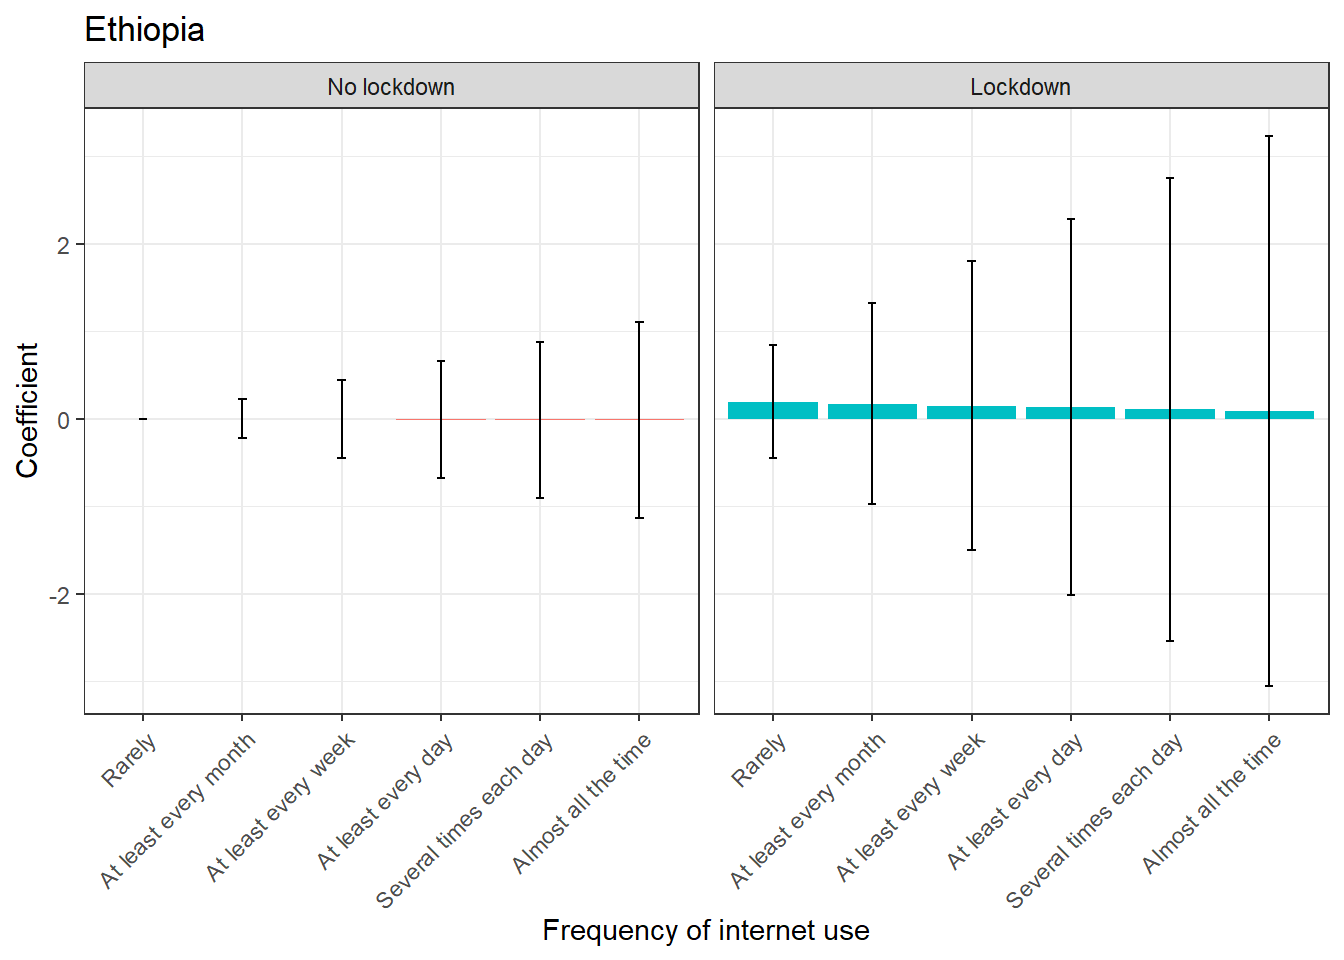 Ethiopia
No lockdown
Lockdown
Coefficient
2
0
-2
Rarely
At least every month
At least every week
At least every day
Several times each day
Almost all the time
Rarely
At least every month
At least every week
At least every day
Several times each day
Almost all the time
Frequency of internet use